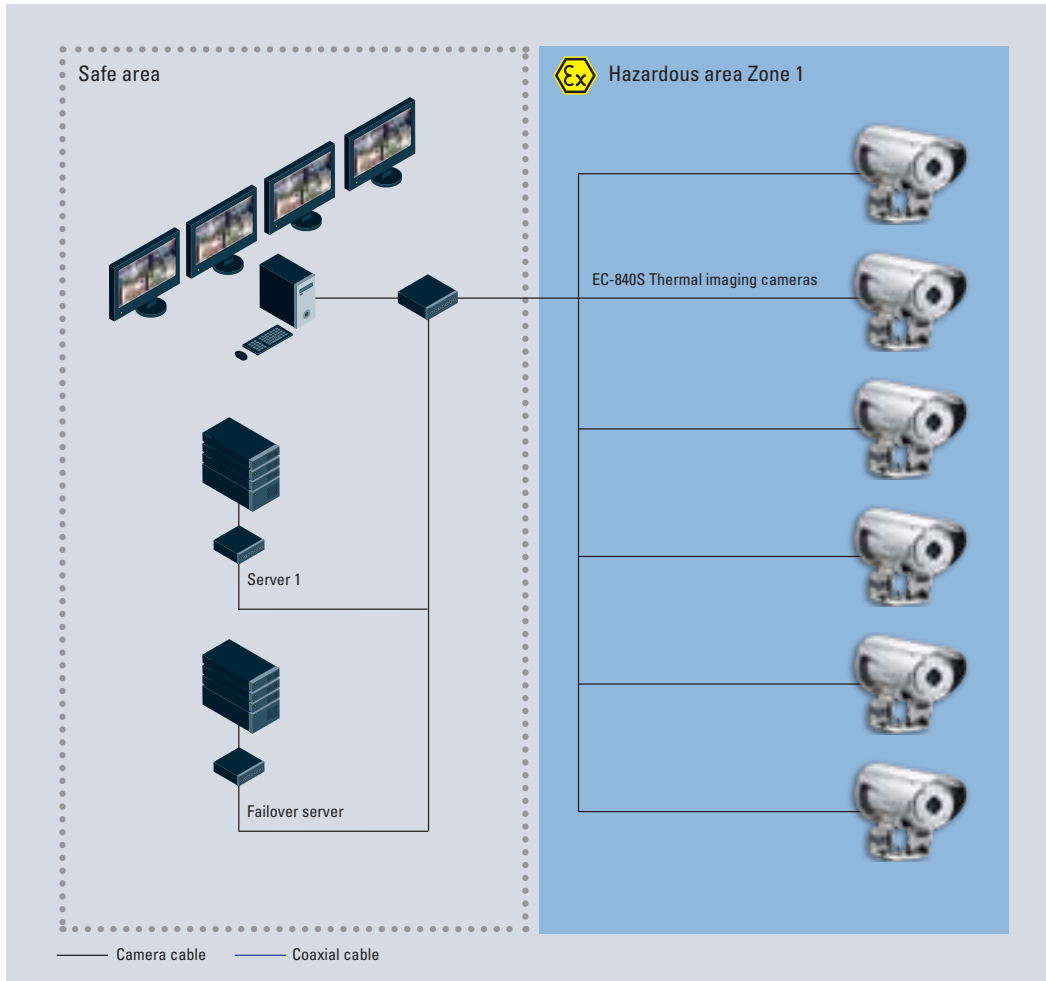 Safe area
Ex Hazardous area Zone 1
EC-840S Thermal imaging cameras
Server 1
Failover server
Camera cable
Coaxial cable